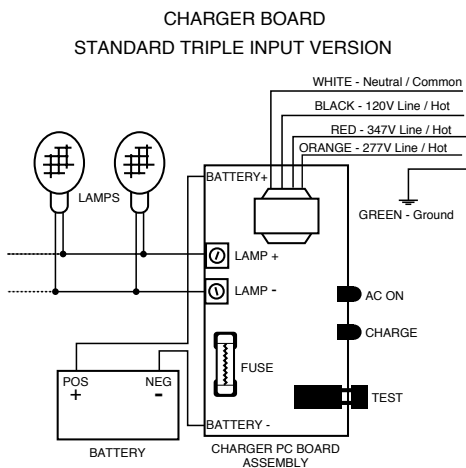 CHARGER BOARD
STANDARD TRIPLE INPUT VERSION
WHITE - Neutral / Common
BLACK - 120V Line / Hot
RED - 347V Line / Hot
ORANGE - 277V Line / Hot
BATTERY+
LAMPS
GREEN - Ground
LAMP +
LAMP -
AC ON
CHARGE
FUSE
POS
NEG
+
-
TEST
BATTERY -
BATTERY
CHARGER PC BOARD
ASSEMBLY